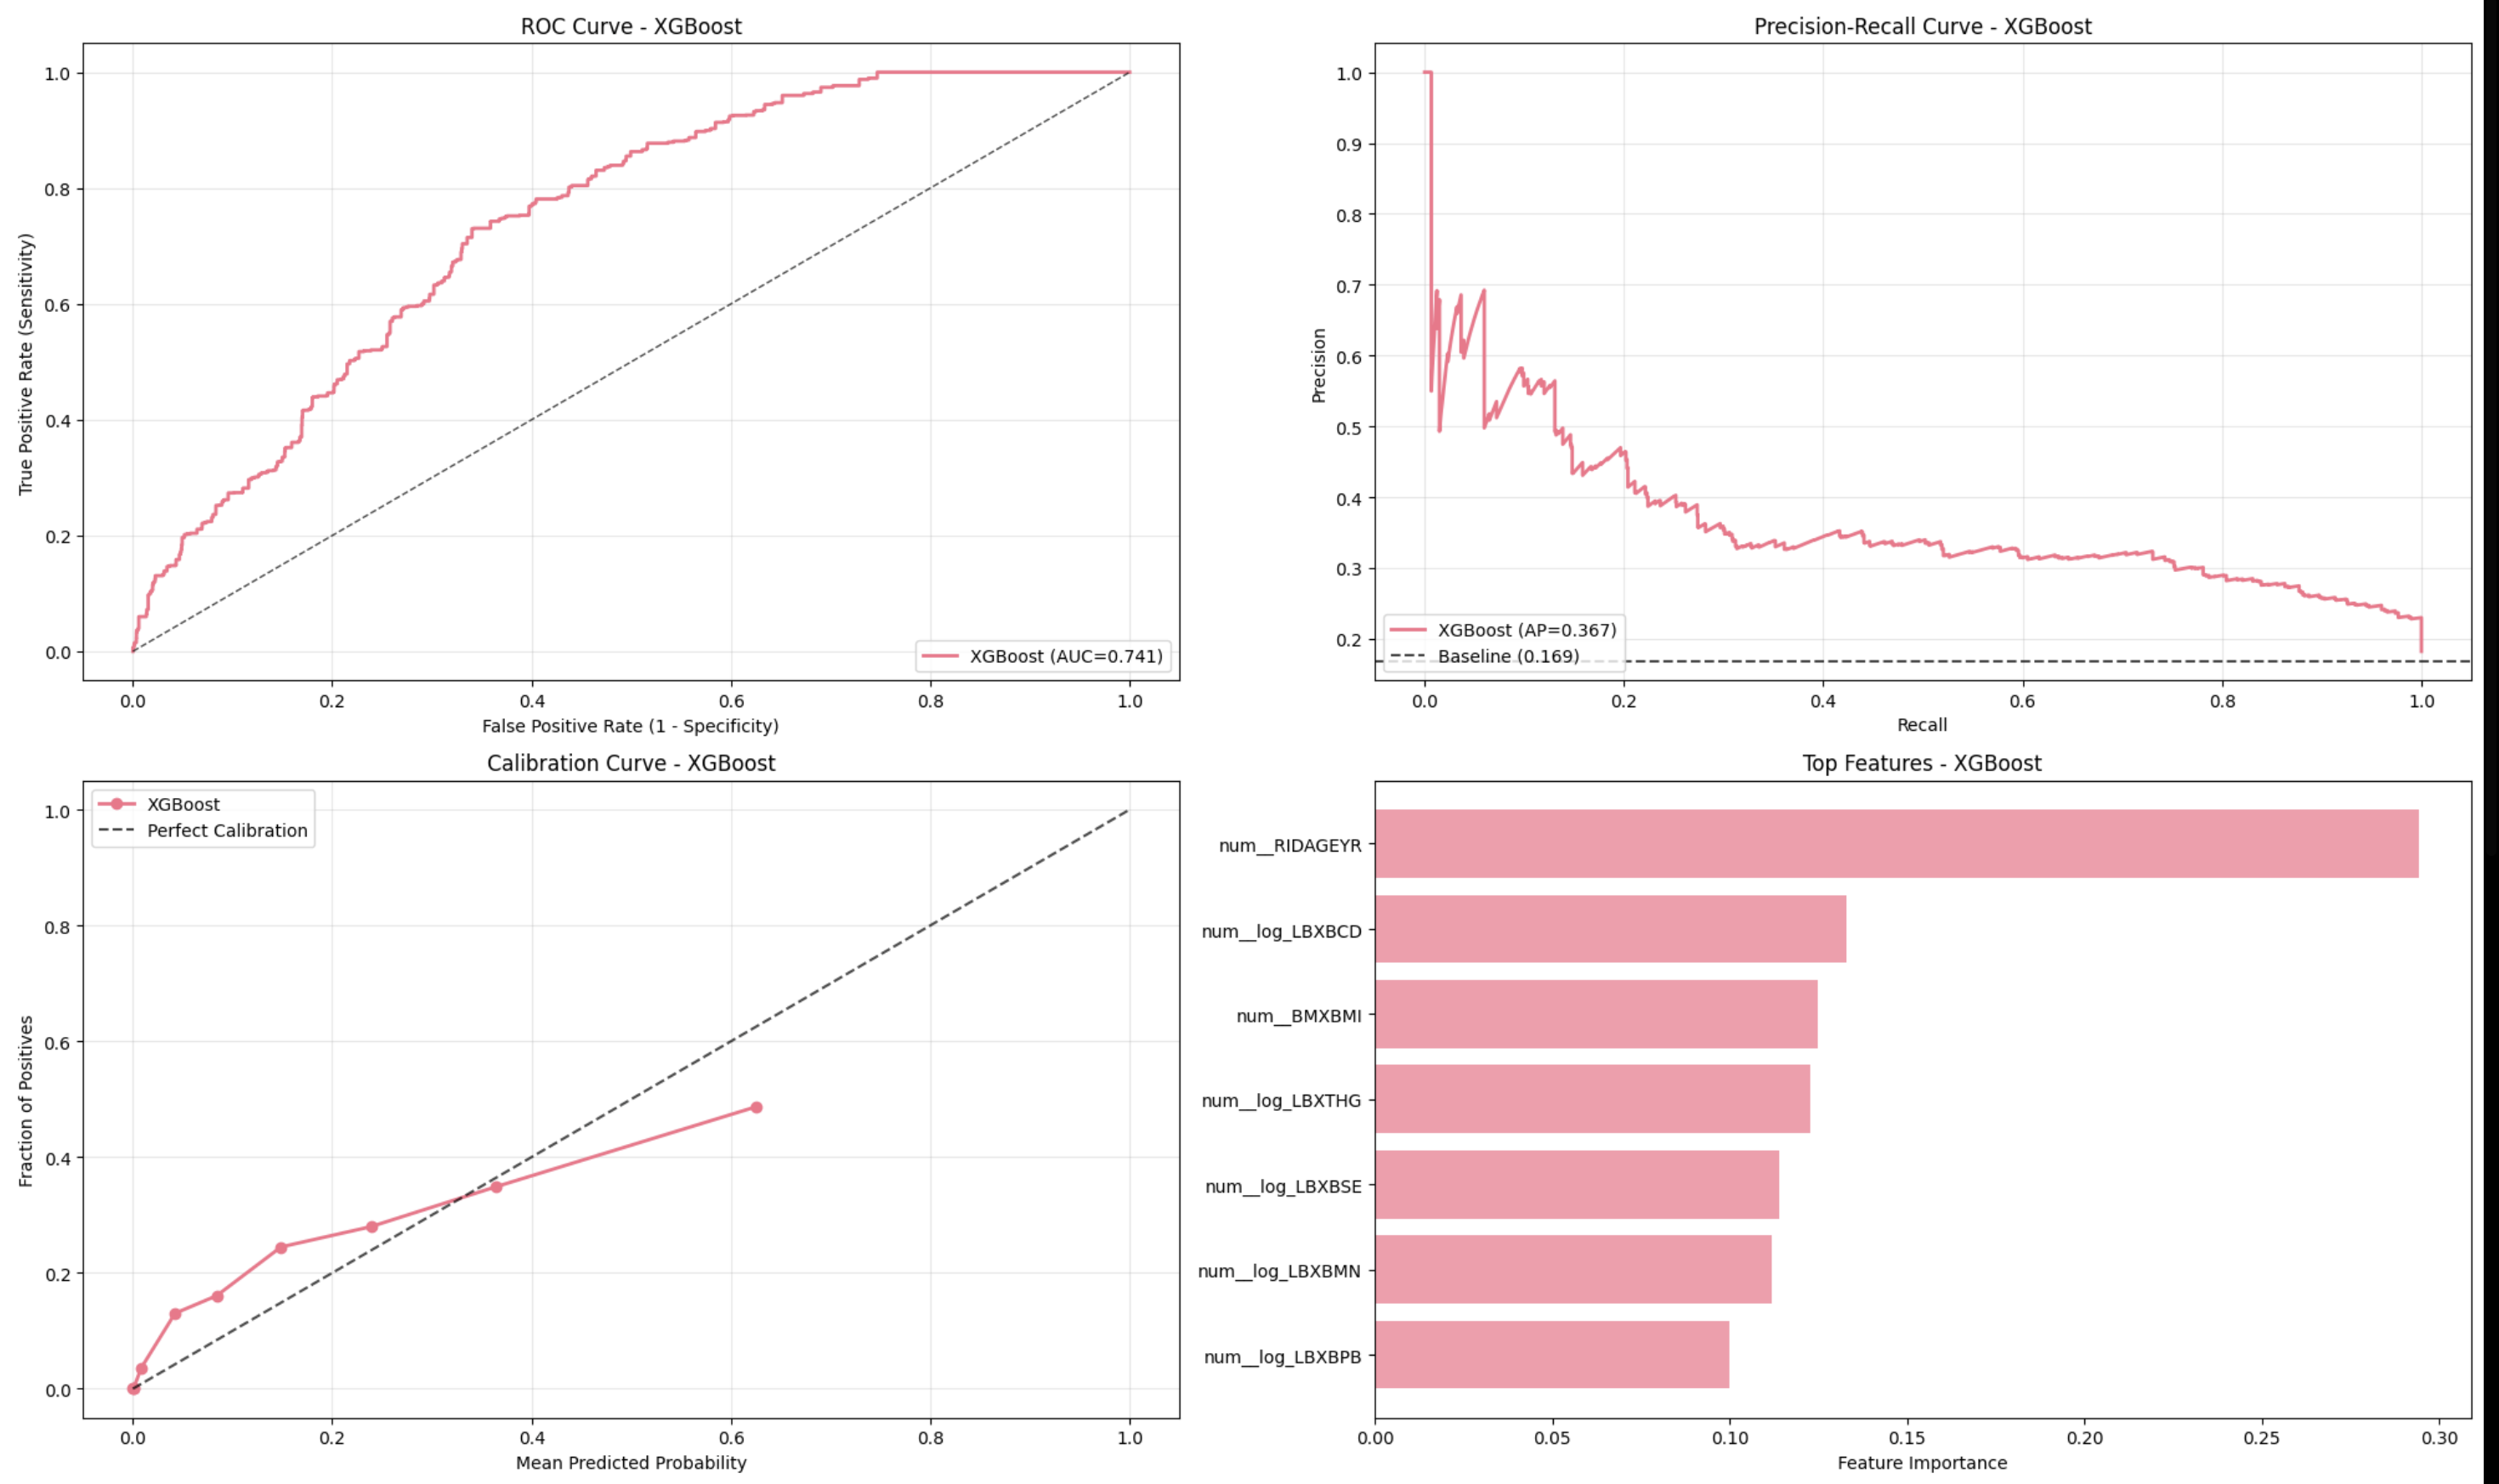 ROC Curve - XGBoost
1.0
0.8
0.6
0.4
0.2
0.0
True Positive Rate (Sensitivity)
XGBoost (AUC=0.741)
0.0 0.2 0.4 0.6 0.8 1.0
False Positive Rate (1 - Specificity)
Precision-Recall Curve - XGBoost
1.0
0.9
0.8
0.7
0.6
0.5
0.4
0.3
0.2
Precision
XGBoost (AP=0.367)
Baseline (0.169)
0.0 0.2 0.4 0.6 0.8 1.0
Recall
Calibration Curve - XGBoost
XGBoost
Perfect Calibration
1.0
0.8
0.6
0.4
0.2
0.0
Fraction of Positives
0.0 0.2 0.4 0.6 0.8 1.0
Mean Predicted Probability
Top Features - XGBoost
num__RIDAGEYR
num__log_LBXBCD
num__BMXBMI
num__log_LBXTHG
num__log_LBXBSE
num__log_LBXBMN
num__log_LBXBPB
0.00 0.05 0.10 0.15 0.20 0.25 0.30
Feature Importance